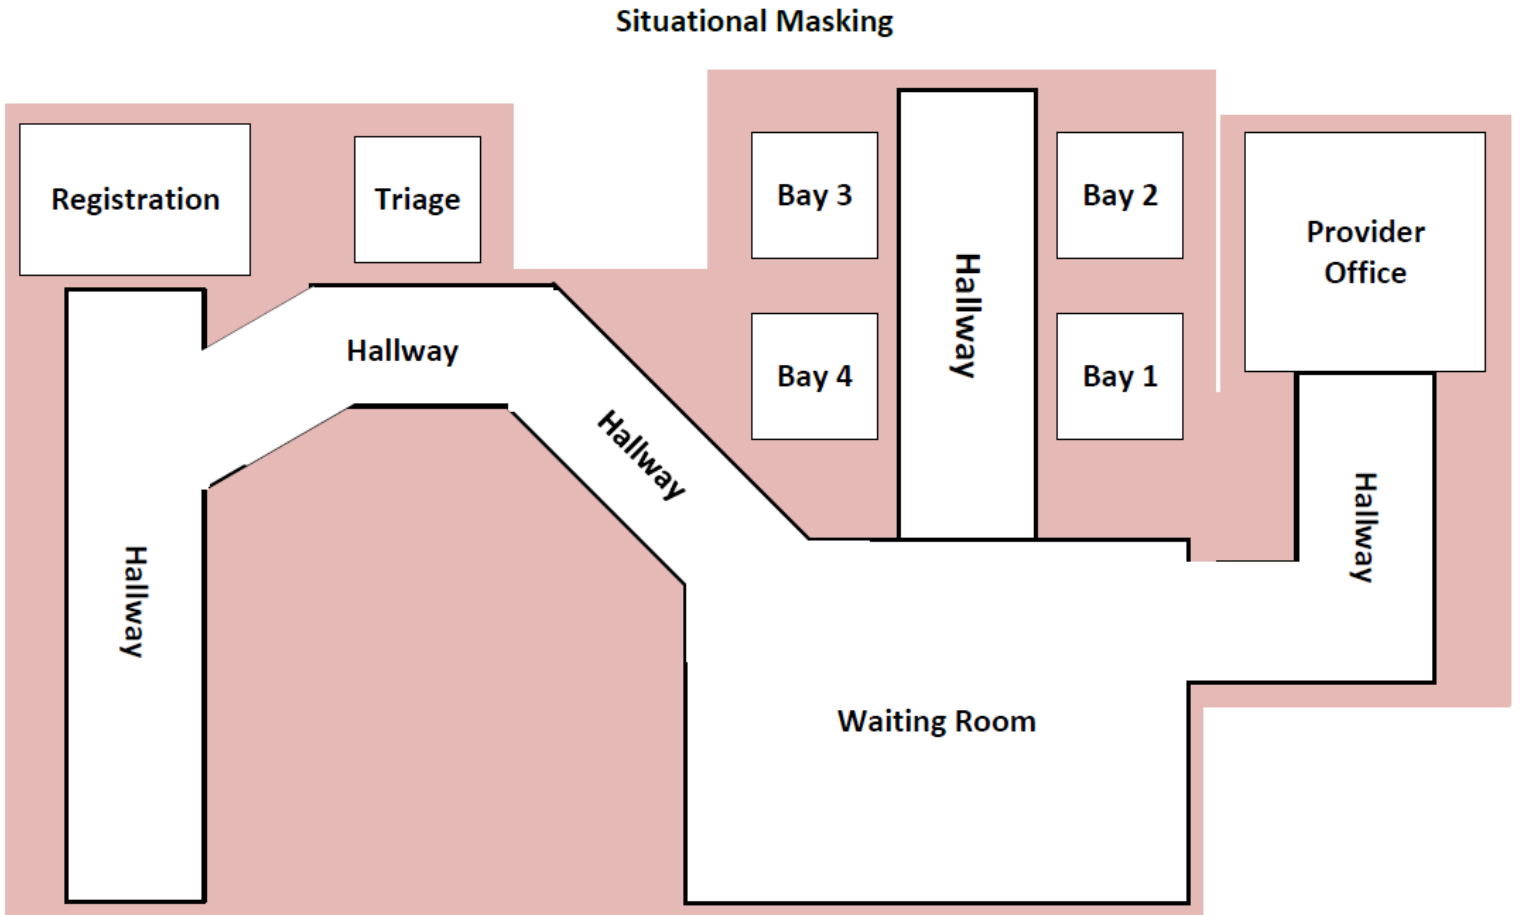 Situational Masking
Registration
Triage
Bay 3
Bay 2
Provider
Office
Hallway
Hallway
Bay 4
Bay 1
Hallway
Hallway
Hallway
Waiting Room